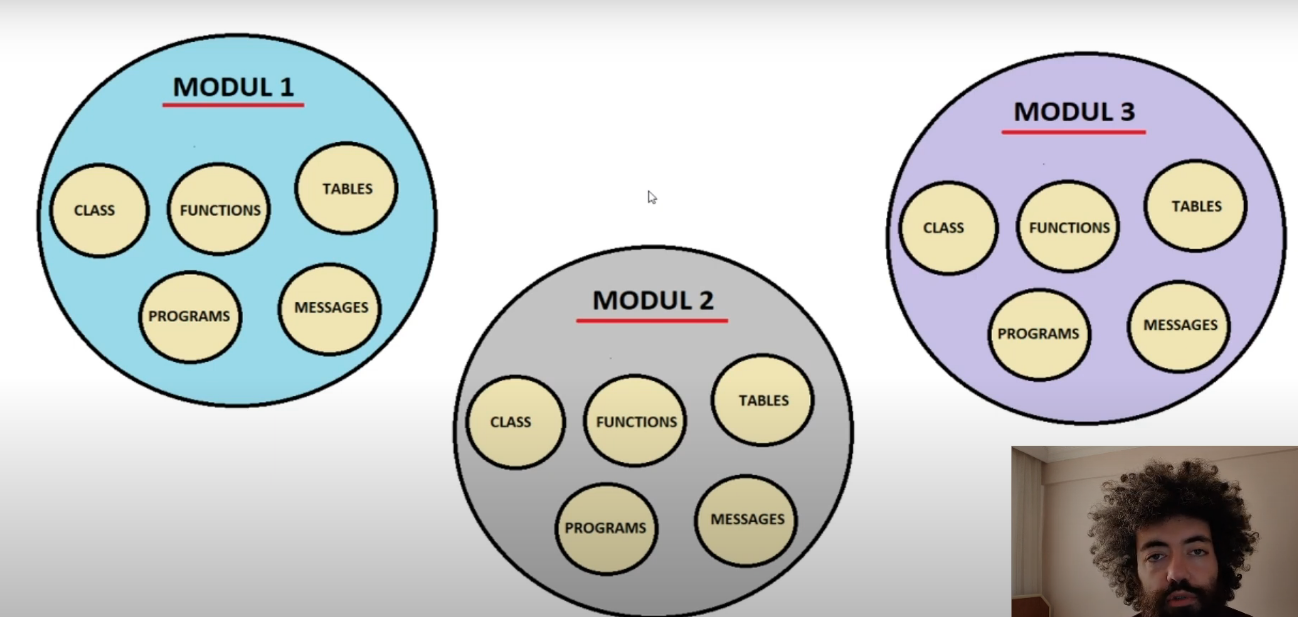 MODUL 1
CLASS
FUNCTIONS
TABLES
PROGRAMS
MESSAGES
MODUL 2
CLASS
FUNCTIONS
TABLES
PROGRAMS
MESSAGES
MODUL 3
CLASS
FUNCTIONS
TABLES
PROGRAMS
MESSAGES